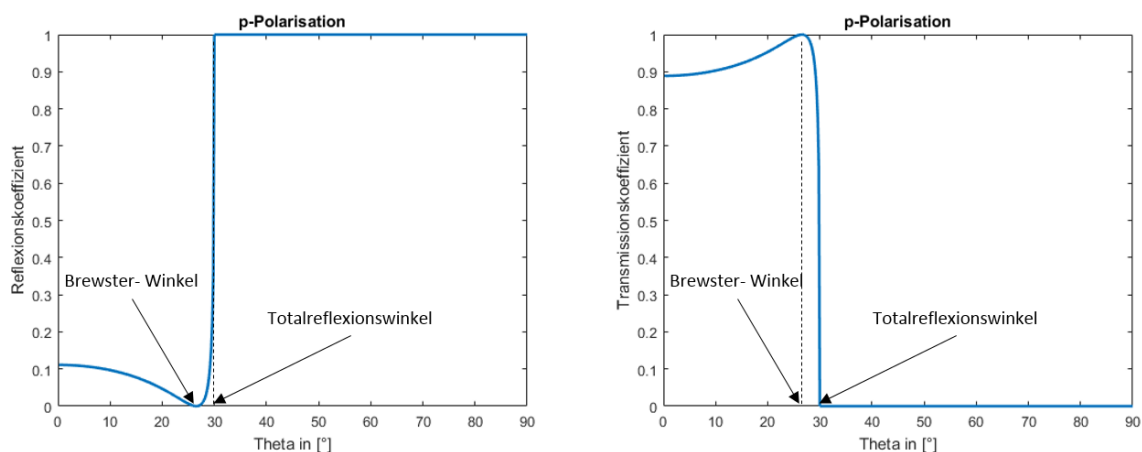 p-Polarisation
1
0.9
0.8
0.7
0.6
0.5
0.4
0.3
0.2
0.1
0
Reflexionskoeffizient
Brewster- Winkel
Totalreflexionswinkel
0 10 20 30 40 50 60 70 80 90
Theta in [°]
p-Polarisation
1
0.9
0.8
0.7
0.6
0.5
0.4
0.3
0.2
0.1
0
Transmissionskoeffizient
Brewster- Winkel
Totalreflexionswinkel
0 10 20 30 40 50 60 70 80 90
Theta in [°]